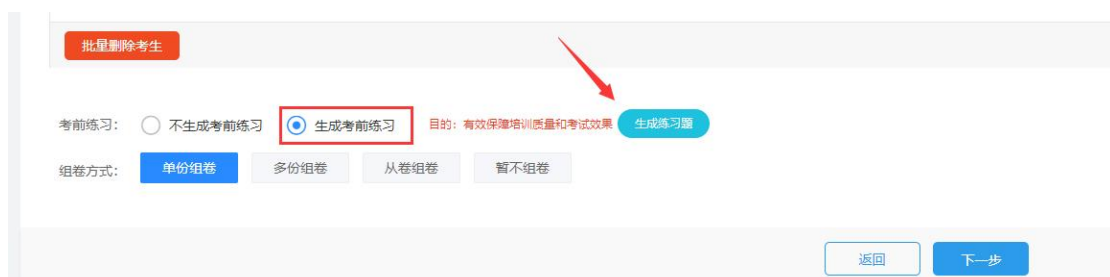 批量删除考生
考前练习： 不生成考前练习 生成考前练习 目的：有效保障培训质量和考试效果 生成练习题
组卷方式： 单份组卷 多份组卷 从卷组卷 暂不组卷
返回 下一步